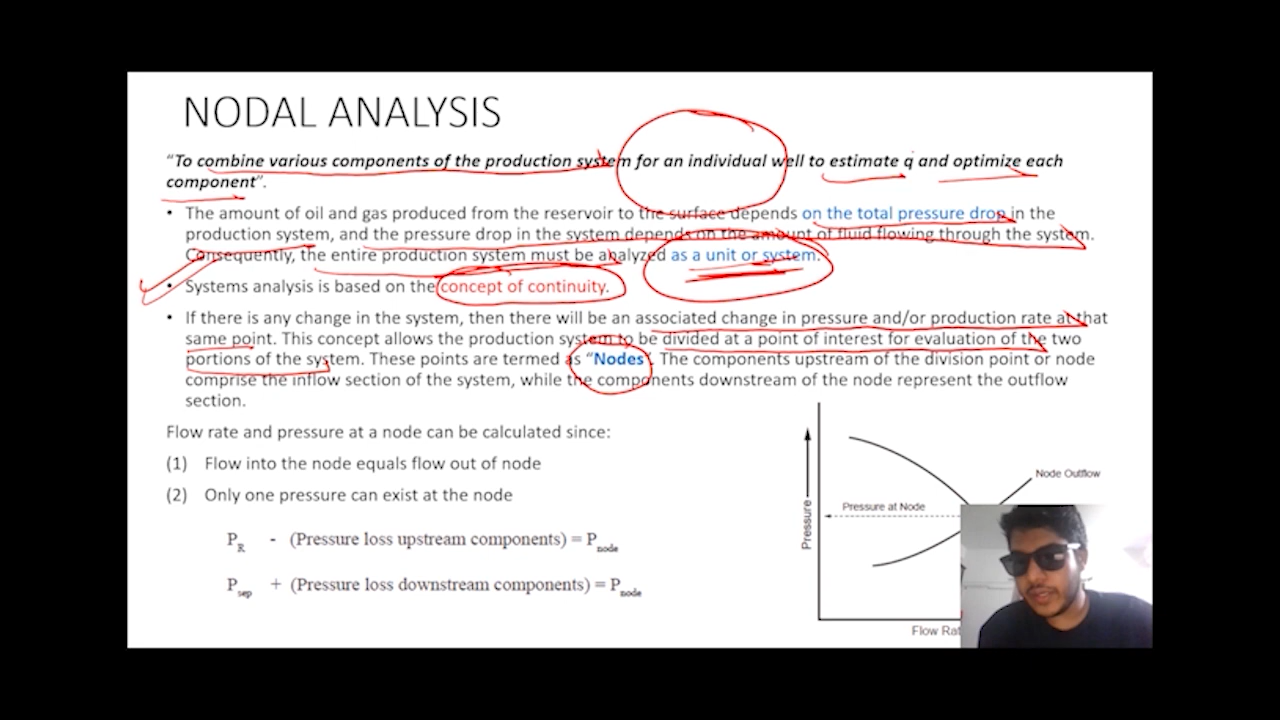 NODAL ANALYSIS
“To combine various components of the production system for an individual well to estimate q and optimize each
component”.
• The amount of oil and gas produced from the reservoir to the surface depends on the total pressure drop in the
production system, and the pressure drop in the system depends on the amount of fluid flowing through the system.
Consequently, the entire production system must be analyzed as a unit or system.
• Systems analysis is based on the concept of continuity.
• If there is any change in the system, then there will be an associated change in pressure and/or production rate at that
same point. This concept allows the production system to be divided at a point of interest for evaluation of the two
portions of the system. These points are termed as “Nodes”. The components upstream of the division point or node
comprise the inflow section of the system, while the components downstream of the node represent the outflow
section.
Flow rate and pressure at a node can be calculated since:
(1) Flow into the node equals flow out of node
(2) Only one pressure can exist at the node
P_R - (Pressure loss upstream components) = P_node
P_sep + (Pressure loss downstream components) = P_node
Node Outflow
Pressure at Node
Pressure
Flow